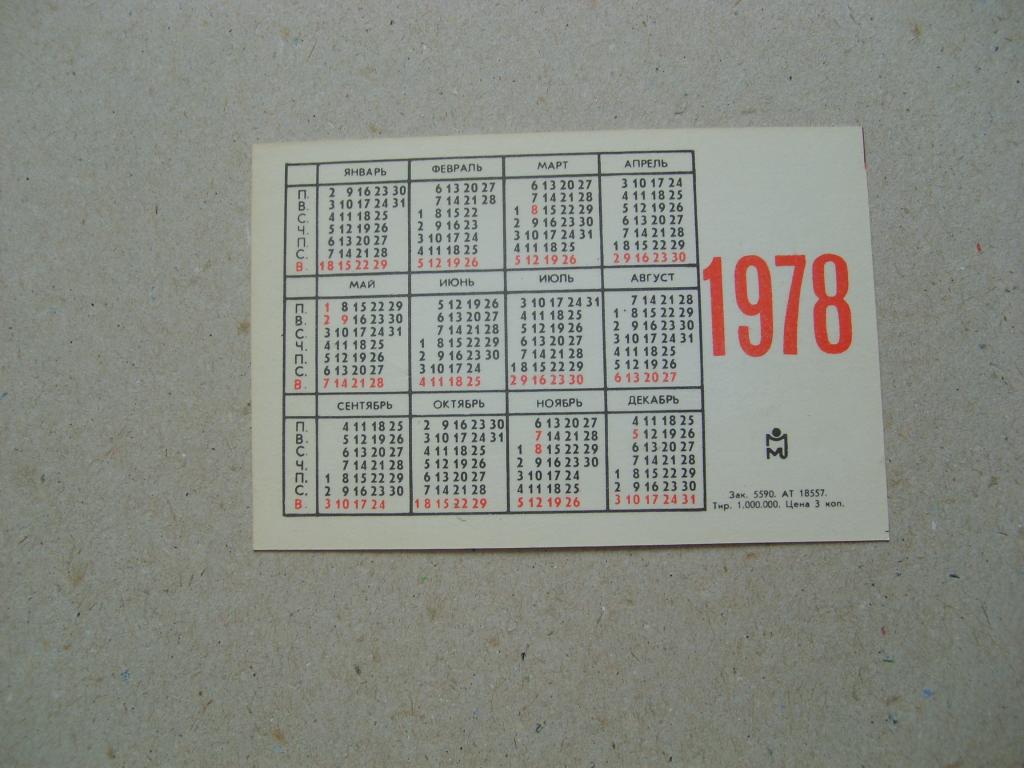 ЯНВАРЬ ФЕВРАЛЬ МАРТ АПРЕЛЬ
П. 2 9 16 23 30 6 13 20 27 6 13 20 27 3 10 17 24
В. 3 10 17 24 31 7 14 21 28 7 14 21 28 4 11 18 25
С. 4 11 18 25 1 8 15 22 1 8 15 22 29 5 12 19 26
Ч. 5 12 19 26 2 9 16 23 2 9 16 23 30 6 13 20 27
П. 6 13 20 27 3 10 17 24 3 10 17 24 31 7 14 21 28
С. 7 14 21 28 4 11 18 25 4 11 18 25 1 8 15 22 29
В. 1 8 15 22 29 5 12 19 26 5 12 19 26 2 9 16 23 30
МАЙ ИЮНЬ ИЮЛЬ АВГУСТ
П. 1 8 15 22 29 5 12 19 26 3 10 17 24 31 7 14 21 28
В. 2 9 16 23 30 6 13 20 27 4 11 18 25 1 8 15 22 29
С. 3 10 17 24 31 7 14 21 28 5 12 19 26 2 9 16 23 30
Ч. 4 11 18 25 1 8 15 22 29 6 13 20 27 3 10 17 24 31
П. 5 12 19 26 2 9 16 23 30 7 14 21 28 4 11 18 25
С. 6 13 20 27 3 10 17 24 1 8 15 22 29 5 12 19 26
В. 7 14 21 28 4 11 18 25 2 9 16 23 30 6 13 20 27
СЕНТЯБРЬ ОКТЯБРЬ НОЯБРЬ ДЕКАБРЬ
П. 4 11 18 25 2 9 16 23 30 6 13 20 27 4 11 18 25
В. 5 12 19 26 3 10 17 24 31 7 14 21 28 5 12 19 26
С. 6 13 20 27 4 11 18 25 1 8 15 22 29 6 13 20 27
Ч. 7 14 21 28 5 12 19 26 2 9 16 23 30 7 14 21 28
П. 1 8 15 22 29 6 13 20 27 3 10 17 24 1 8 15 22 29
С. 2 9 16 23 30 7 14 21 28 4 11 18 25 2 9 16 23 30
В. 3 10 17 24 1 8 15 22 29 5 12 19 26 3 10 17 24 31
1978
Зак. 5590. АТ 18557.
Тир. 1.000.000. Цена 3 коп.